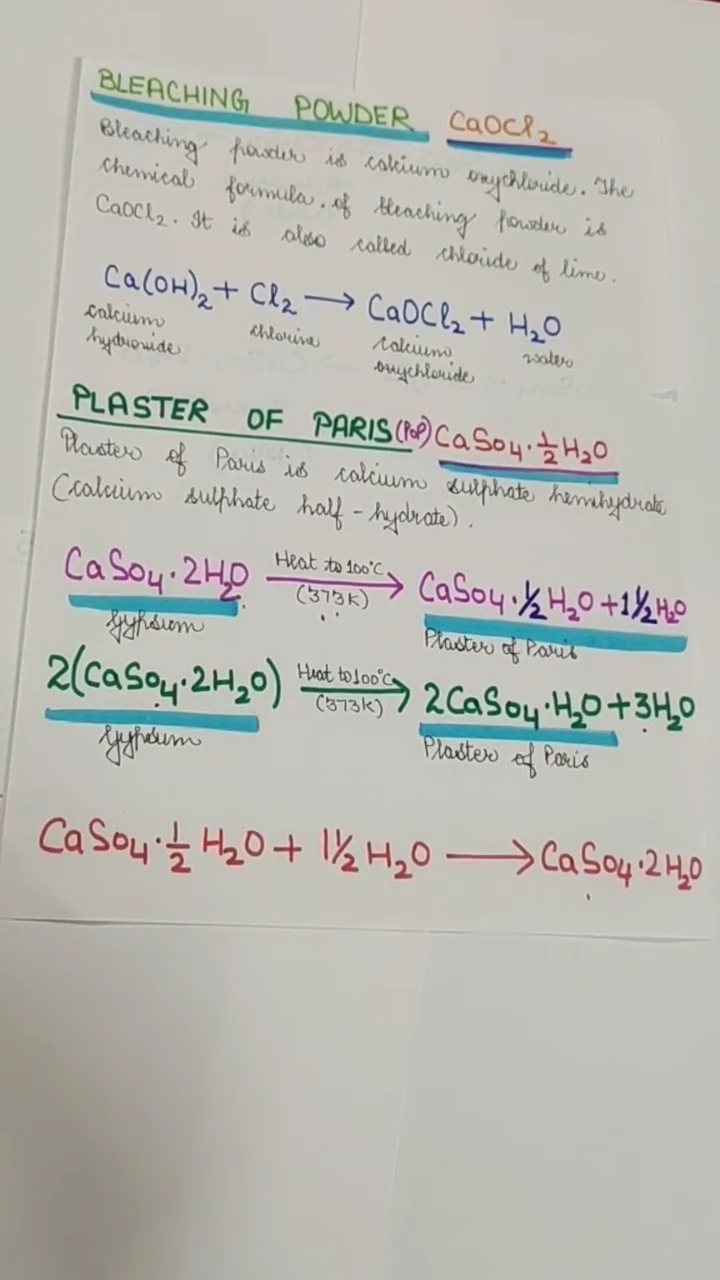 BLEACHING POWDER CaOCl₂
Bleaching powder is calcium oxychloride. The
chemical formula. of bleaching powder is
CaOCl₂. It is also called chloride of lime.
Ca(OH)₂ + Cl₂ → CaOCl₂ + H₂O
calcium hydroxide chlorine calcium oxychloride water
PLASTER OF PARIS (POP) CaSo₄·½H₂O
Plaster of Paris is calcium sulphate hemihydrate
(calcium sulphate half-hydrate).
CaSo₄·2H₂O Heat to 100°C (373K) → CaSo₄·½H₂O + 1½H₂O
Gypsum Plaster of Paris
2(CaSo₄·2H₂O) Heat to 100°C (373K) → 2CaSo₄·H₂O + 3H₂O
Gypsum Plaster of Paris
CaSo₄·½H₂O + 1½H₂O → CaSo₄·2H₂O